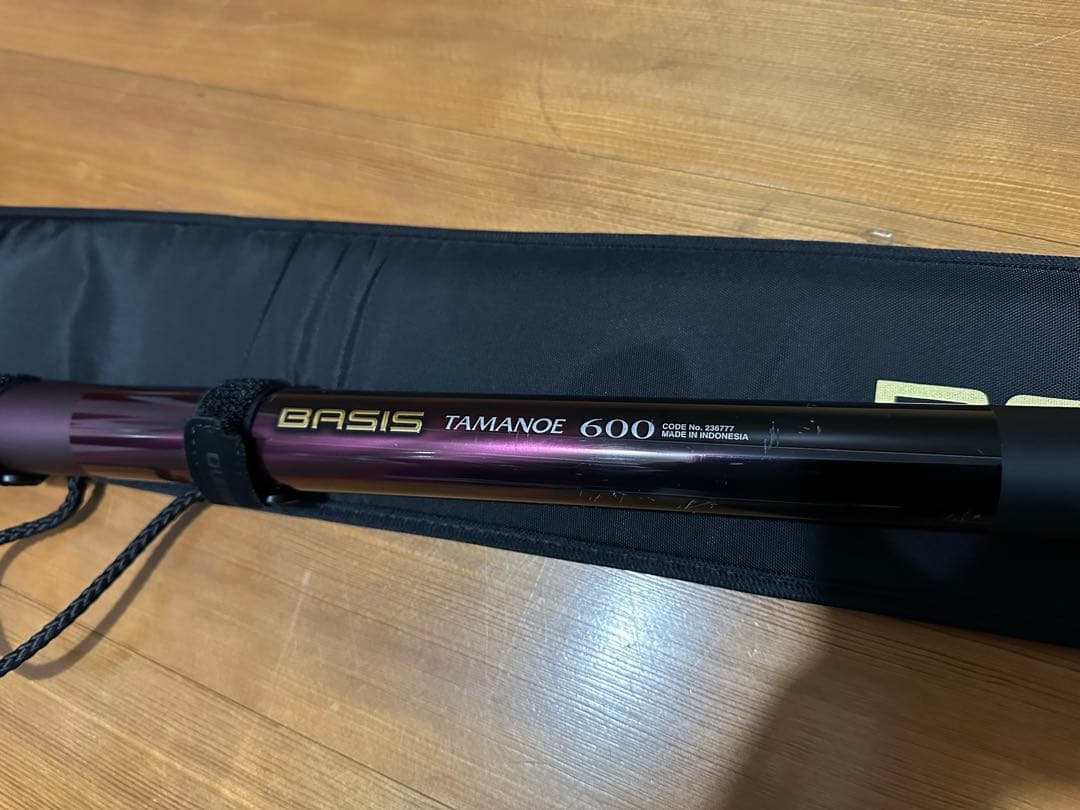 BASIS TAMANOE 600 CODE No. 236777
MADE IN INDONESIA